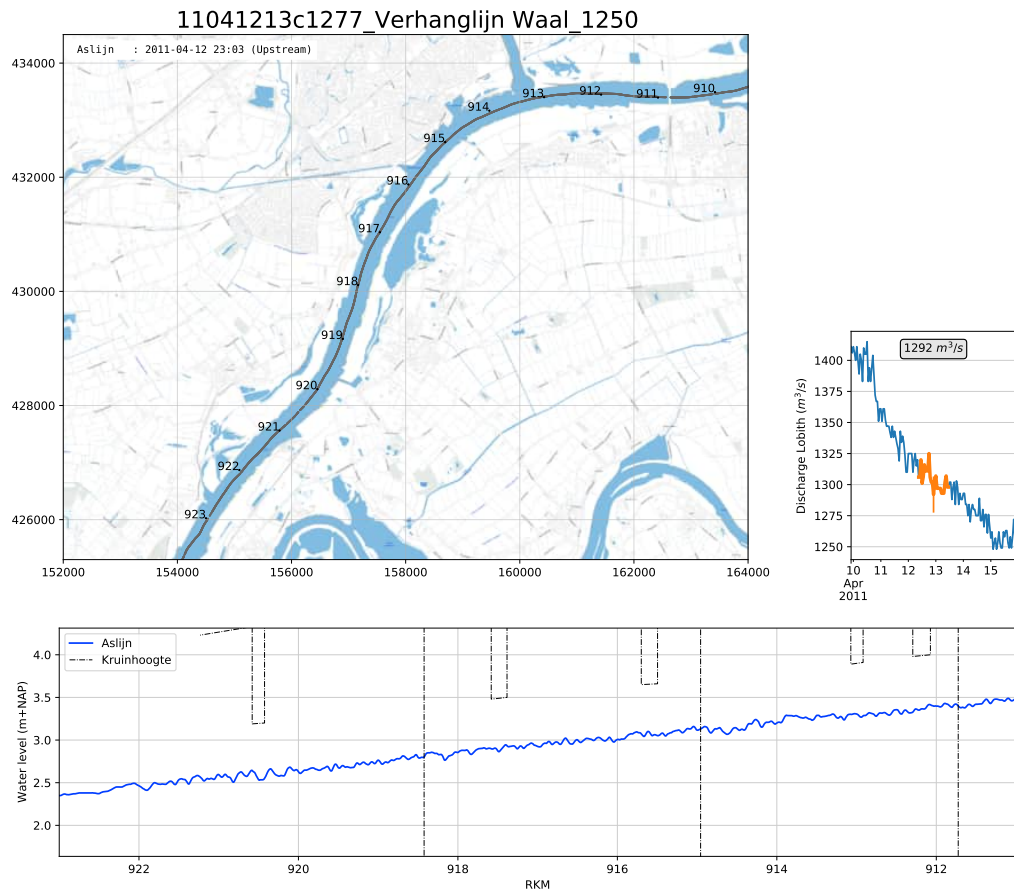 11041213c1277_Verhanglijn Waal_1250
Aslijn : 2011-04-12 23:03 (Upstream)
434000
432000
430000
428000
426000
152000 154000 156000 158000 160000 162000 164000
910
911
912
913
914
915
916
917
918
919
920
921
922
923
1292 m³/s
Discharge Lobith (m³/s)
1400
1375
1350
1325
1300
1275
1250
10 11 12 13 14 15
Apr
2011
Aslijn
Kruinhoogte
Water level (m+NAP)
4.0
3.5
3.0
2.5
2.0
922 920 918 916 914 912
RKM